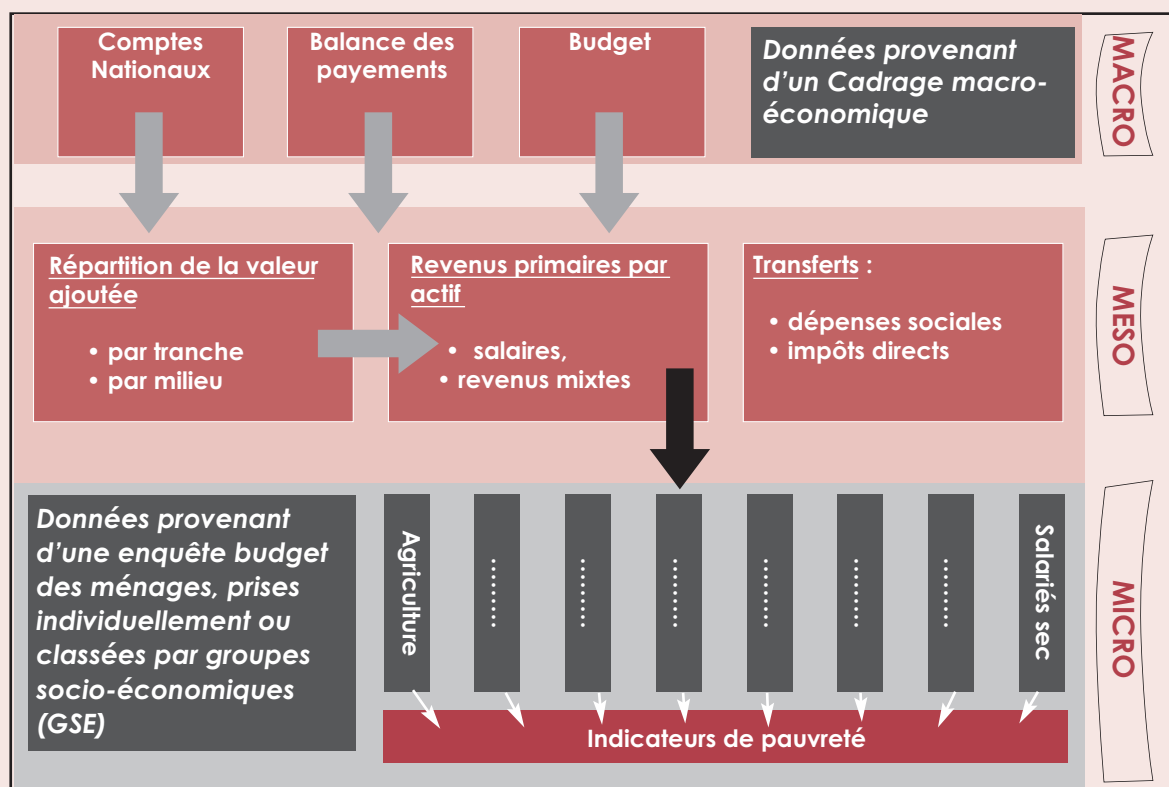 Comptes
Nationaux
Balance des
payements
Budget
Données provenant
d'un Cadrage macro-
économique
MACRO
Répartition de la valeur
ajoutée
• par tranche
• par milieu
Revenus primaires par
actif
• salaires,
• revenus mixtes
Transferts :
• dépenses sociales
• impôts directs
MESO
Données provenant
d'une enquête budget
des ménages, prises
individuellement ou
classées par groupes
socio-économiques
(GSE)
Agriculture
.........
.........
.........
.........
.........
.........
Salariés sec
Indicateurs de pauvreté
MICRO